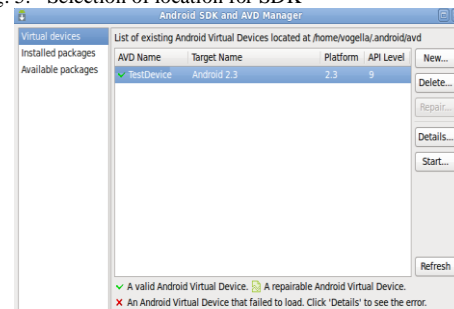 g. 3. Selection of location for SDK
Android SDK and AVD Manager
Virtual devices
Installed packages
Available packages
List of existing Android Virtual Devices located at /home/vogella/.android/avd
AVD Name Target Name Platform API Level
TestDevice Android 2.3 2.3 9
New...
Delete...
Repair...
Details...
Start...
Refresh
A valid Android Virtual Device. A repairable Android Virtual Device.
An Android Virtual Device that failed to load. Click 'Details' to see the error.